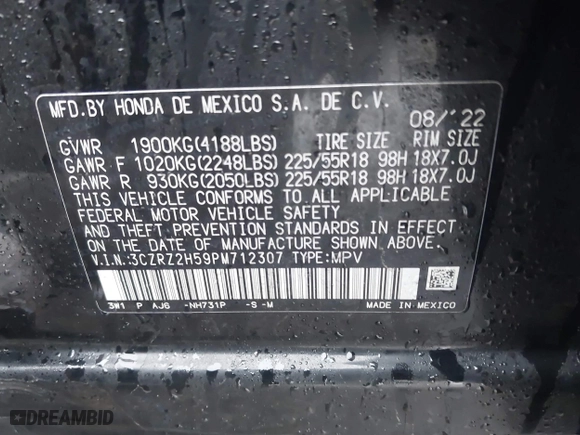 MFD.BY HONDA DE MEXICO S.A. DE C.V. 08/'22
GVWR 1900KG(4188LBS) TIRE SIZE RIM SIZE
GAWR F 1020KG(2248LBS) 225/55R18 98H 18X7.0J
GAWR R 930KG(2050LBS) 225/55R18 98H 18X7.0J
THIS VEHICLE CONFORMS TO ALL APPLICABLE
FEDERAL MOTOR VEHICLE SAFETY
AND THEFT PREVENTION STANDARDS IN EFFECT
ON THE DATE OF MANUFACTURE SHOWN ABOVE.
V.I.N.:3CZRZ2H59PM712307 TYPE:MPV
3W1 P AJ6 -NH731P -S -M MADE IN MEXICO
DREAMBID